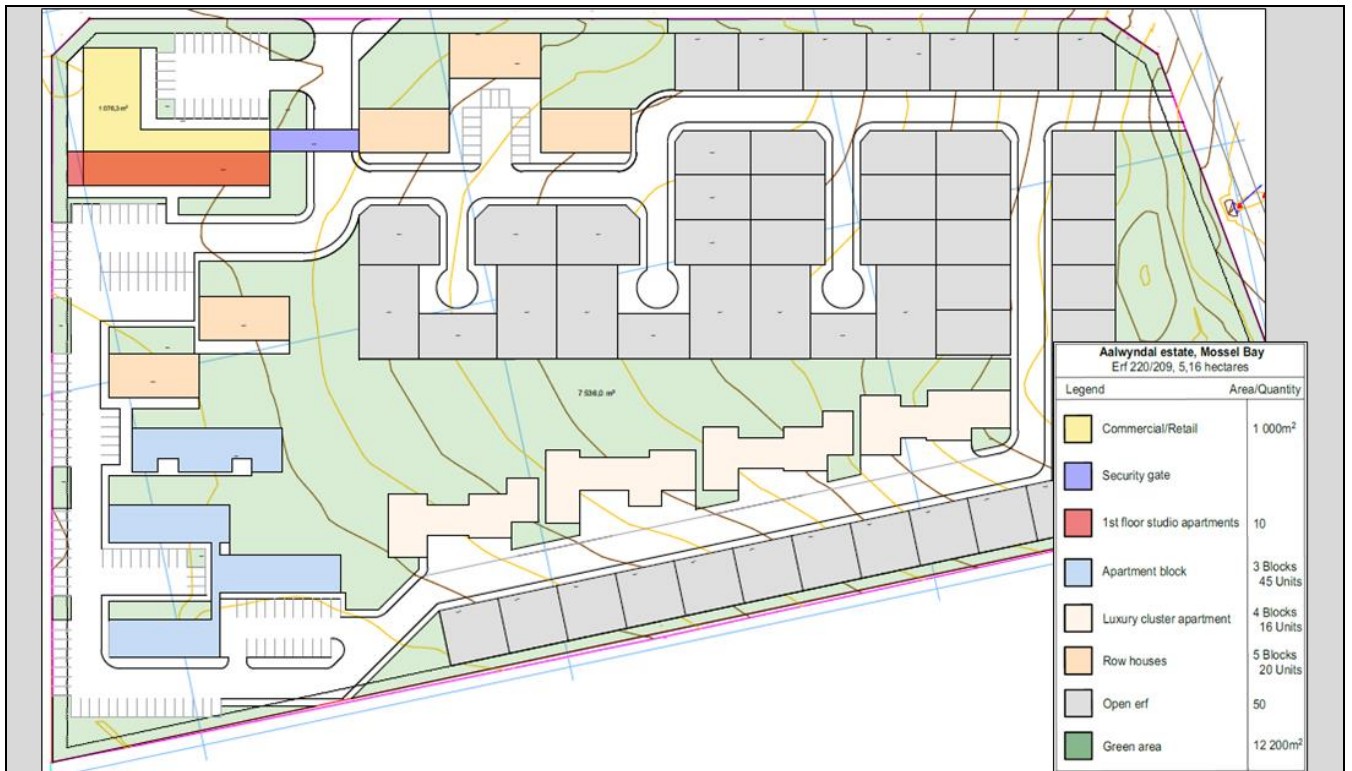 1 076,3 m²
7 536,0 m²
Aalwyndal estate, Mossel Bay
Erf 220/209, 5,16 hectares
Legend Area/Quantity
Commercial/Retail 1 000m²
Security gate
1st floor studio apartments 10
Apartment block 3 Blocks
45 Units
Luxury cluster apartment 4 Blocks
16 Units
Row houses 5 Blocks
20 Units
Open erf 50
Green area 12 200m²